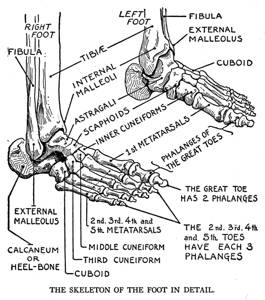 RIGHT
FOOT
LEFT
FOOT
FIBULA
EXTERNAL
MALLEOLUS
CUBOID
FIBULA
TIBIÆ
INTERNAL
MALLEOLI
ASTRAGALI
SCAPHOIDS
INNER CUNEIFORMS
1st METATARSALS
PHALANGES OF
THE GREAT TOES
THE GREAT TOE
HAS 2 PHALANGES
EXTERNAL
MALLEOLUS
CALCANEUM
OR
HEEL-BONE
2nd. 3rd. 4th and
5th. METATARSALS
MIDDLE CUNEIFORM
THIRD CUNEIFORM
CUBOID
THE 2nd. 3rd. 4th
AND 5th. TOES
HAVE EACH 3
PHALANGES
THE SKELETON OF THE FOOT IN DETAIL.